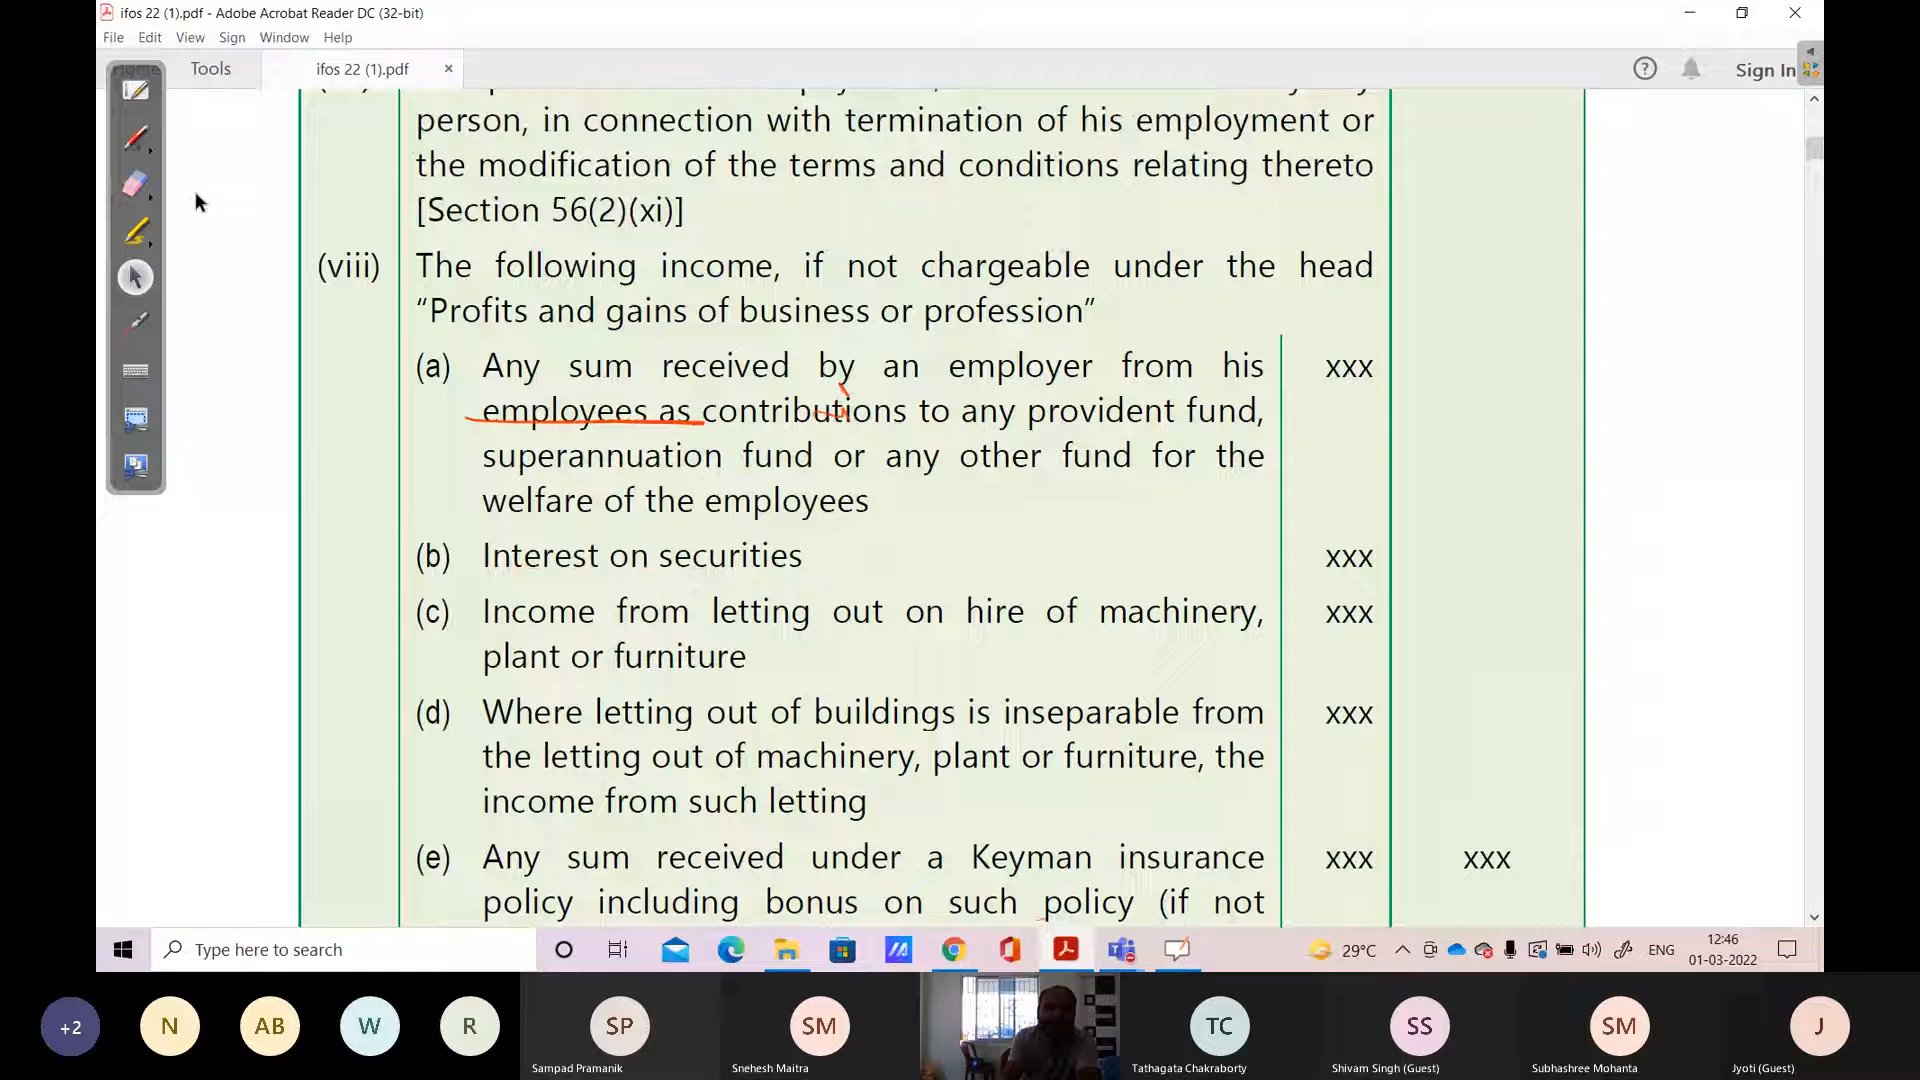 ifos 22 (1).pdf - Adobe Acrobat Reader DC (32-bit)
File Edit View Sign Window Help
Home Tools ifos 22 (1).pdf × Sign In
person, in connection with termination of his employment or
the modification of the terms and conditions relating thereto
[Section 56(2)(xi)]
(viii) The following income, if not chargeable under the head
“Profits and gains of business or profession”
(a) Any sum received by an employer from his xxx
employees as contributions to any provident fund,
superannuation fund or any other fund for the
welfare of the employees
(b) Interest on securities xxx
(c) Income from letting out on hire of machinery, xxx
plant or furniture
(d) Where letting out of buildings is inseparable from xxx
the letting out of machinery, plant or furniture, the
income from such letting
(e) Any sum received under a Keyman insurance xxx xxx
policy including bonus on such policy (if not
Type here to search 29°C ENG 12:46
01-03-2022
+2 N AB W R SP SM TC SS SM J
Sampad Pramanik Snehesh Maitra Tathagata Chakraborty Shivam Singh (Guest) Subhashree Mohanta Jyoti (Guest)